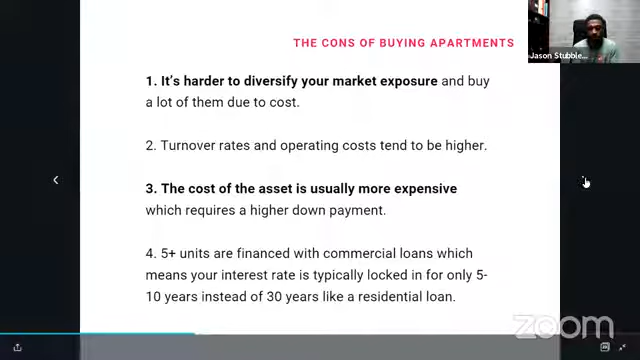 THE CONS OF BUYING APARTMENTS
Jason Stubble...
1. It's harder to diversify your market exposure and buy
a lot of them due to cost.
2. Turnover rates and operating costs tend to be higher.
3. The cost of the asset is usually more expensive
which requires a higher down payment.
4. 5+ units are financed with commercial loans which
means your interest rate is typically locked in for only 5-
10 years instead of 30 years like a residential loan.
zoom